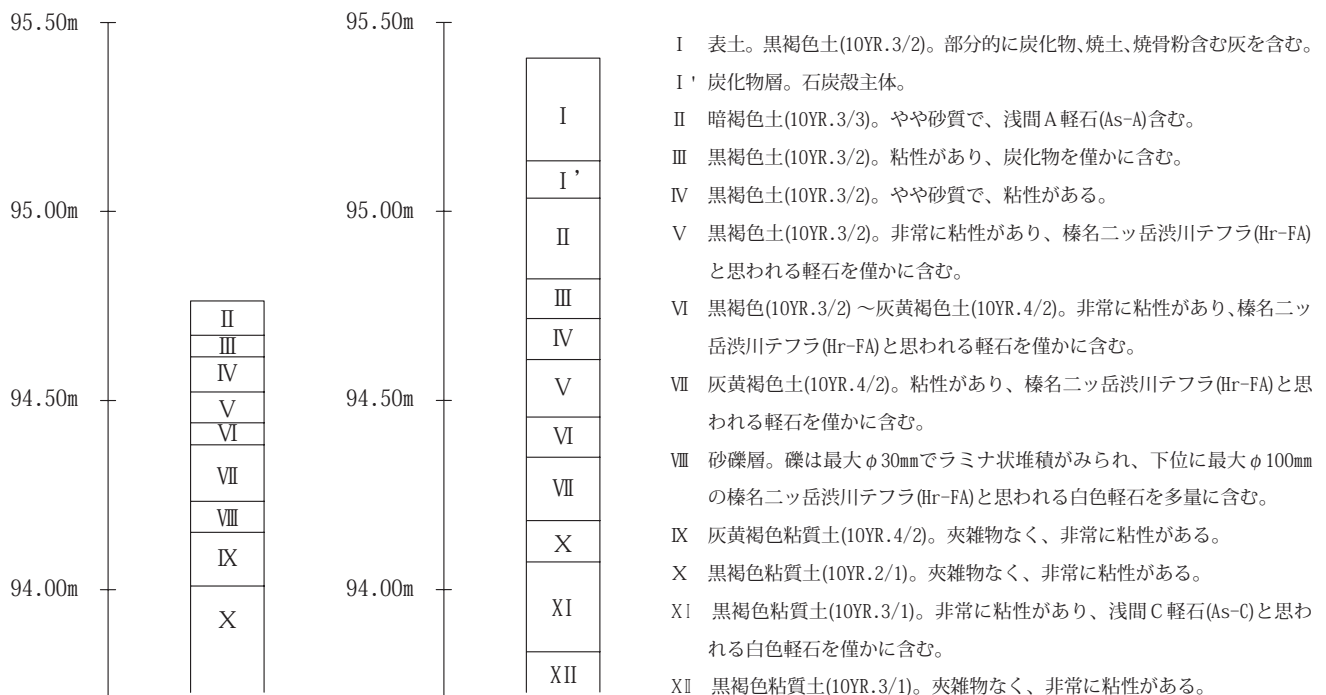 95.50m
Ⅱ
Ⅲ
95.00m
Ⅳ
Ⅴ
94.50m
Ⅵ
Ⅶ
Ⅷ
Ⅸ
94.00m
Ⅹ
95.50m
Ⅰ
Ⅰ’
95.00m
Ⅱ
Ⅲ
Ⅳ
Ⅴ
94.50m
Ⅵ
Ⅶ
Ⅹ
94.00m
ⅩⅠ
ⅩⅡ
Ⅰ 表土。黒褐色土(10YR.3/2)。部分的に炭化物、焼土、焼骨粉含む灰を含む。
Ⅰ' 炭化物層。石炭殻主体。
Ⅱ 暗褐色土(10YR.3/3)。やや砂質で、浅間Ａ軽石(As-A)含む。
Ⅲ 黒褐色土(10YR.3/2)。粘性があり、炭化物を僅かに含む。
Ⅳ 黒褐色土(10YR.3/2)。やや砂質で、粘性がある。
Ⅴ 黒褐色土(10YR.3/2)。非常に粘性があり、榛名二ッ岳渋川テフラ(Hr-FA)
と思われる軽石を僅かに含む。
Ⅵ 黒褐色(10YR.3/2)～灰黄褐色土(10YR.4/2)。非常に粘性があり、榛名二ッ
岳渋川テフラ(Hr-FA)と思われる軽石を僅かに含む。
Ⅶ 灰黄褐色土(10YR.4/2)。粘性があり、榛名二ッ岳渋川テフラ(Hr-FA)と思
われる軽石を僅かに含む。
Ⅷ 砂礫層。礫は最大φ30㎜でラミナ状堆積がみられ、下位に最大φ100㎜
の榛名二ッ岳渋川テフラ(Hr-FA)と思われる白色軽石を多量に含む。
Ⅸ 灰黄褐色粘質土(10YR.4/2)。夾雑物なく、非常に粘性がある。
Ⅹ 黒褐色粘質土(10YR.2/1)。夾雑物なく、非常に粘性がある。
ⅩⅠ 黒褐色粘質土(10YR.3/1)。非常に粘性があり、浅間Ｃ軽石(As-C)と思わ
れる白色軽石を僅かに含む。
ⅩⅡ 黒褐色粘質土(10YR.3/1)。夾雑物なく、非常に粘性がある。